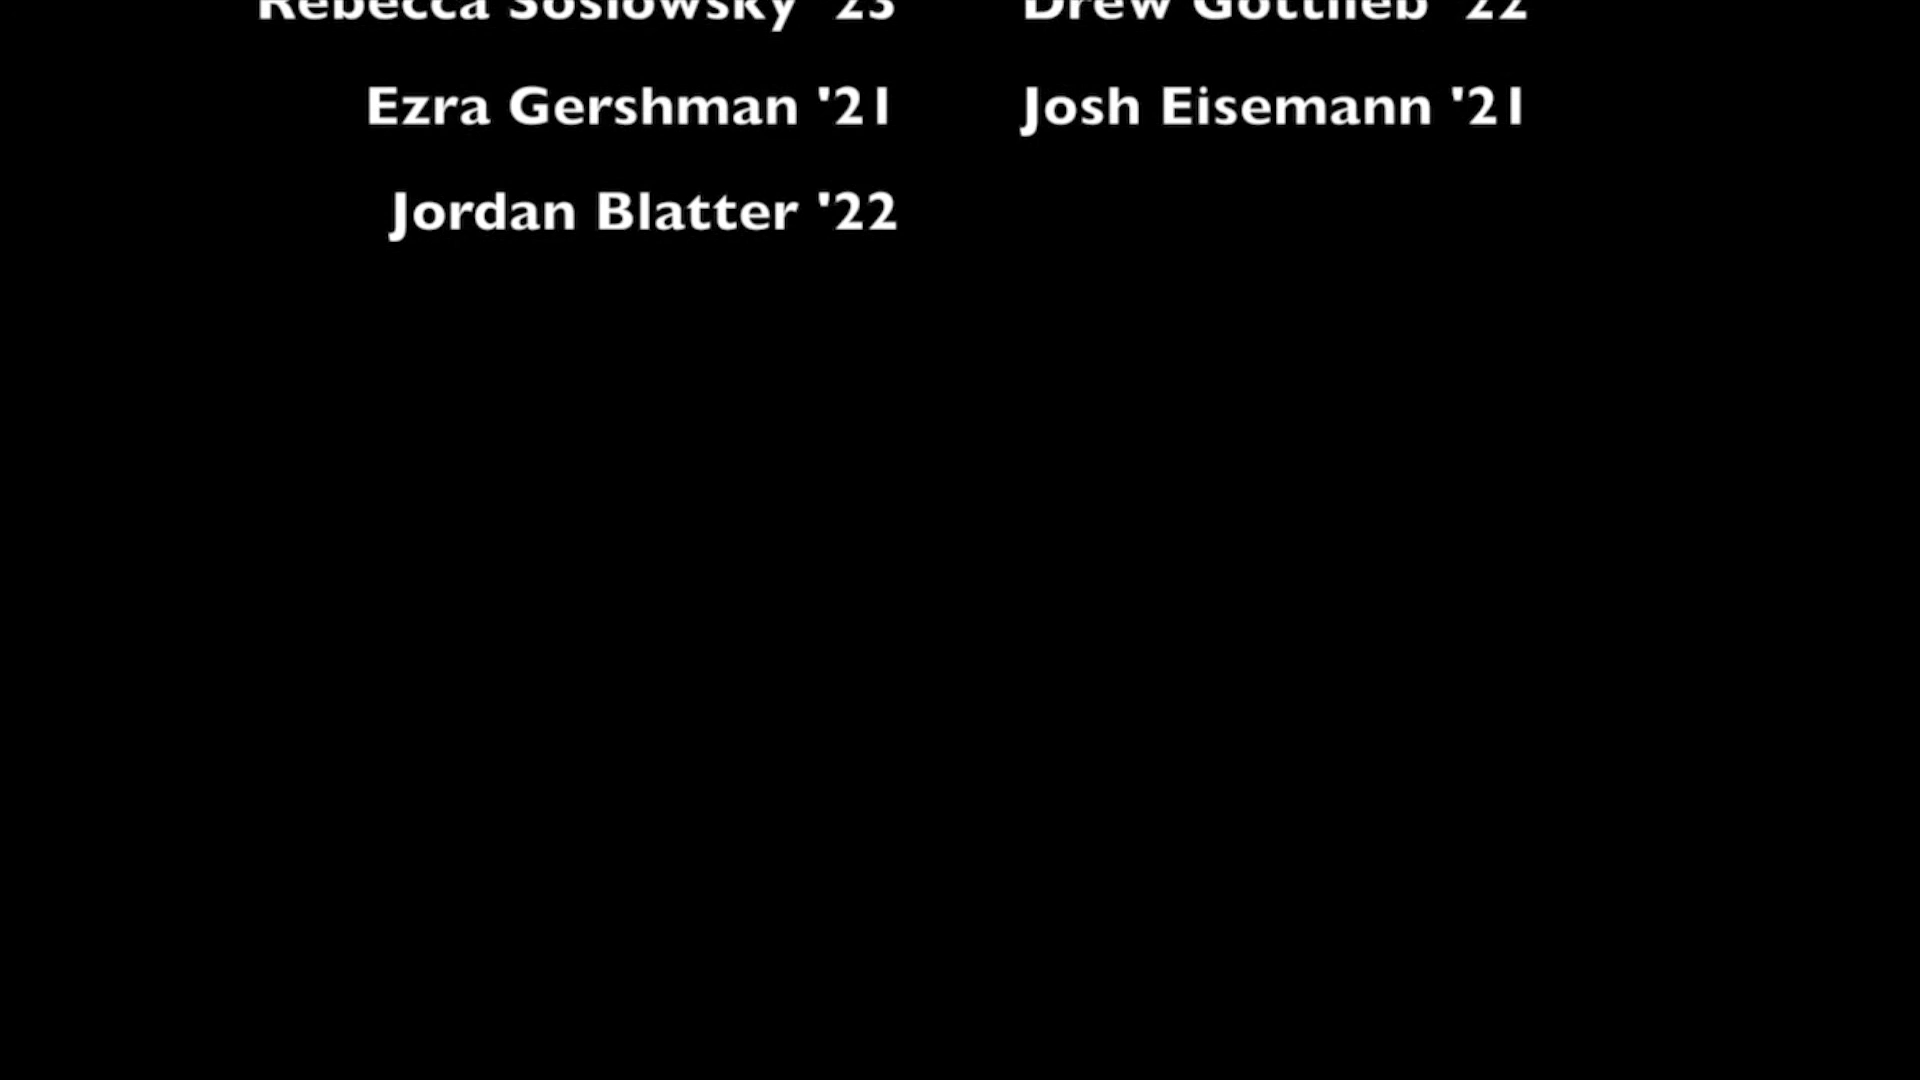 Rebecca Soslowsky '23 Drew Gottlieb '22
Ezra Gershman '21 Josh Eisemann '21
Jordan Blatter '22